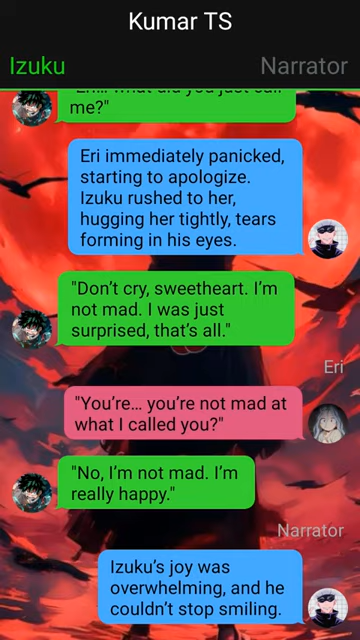 Kumar TS
Izuku
Narrator
me?"
Eri immediately panicked,
starting to apologize.
Izuku rushed to her,
hugging her tightly, tears
forming in his eyes.
"Don't cry, sweetheart. I'm
not mad. I was just
surprised, that's all."
Eri
"You're… you're not mad at
what I called you?"
"No, I'm not mad. I'm
really happy."
Narrator
Izuku's joy was
overwhelming, and he
couldn't stop smiling.